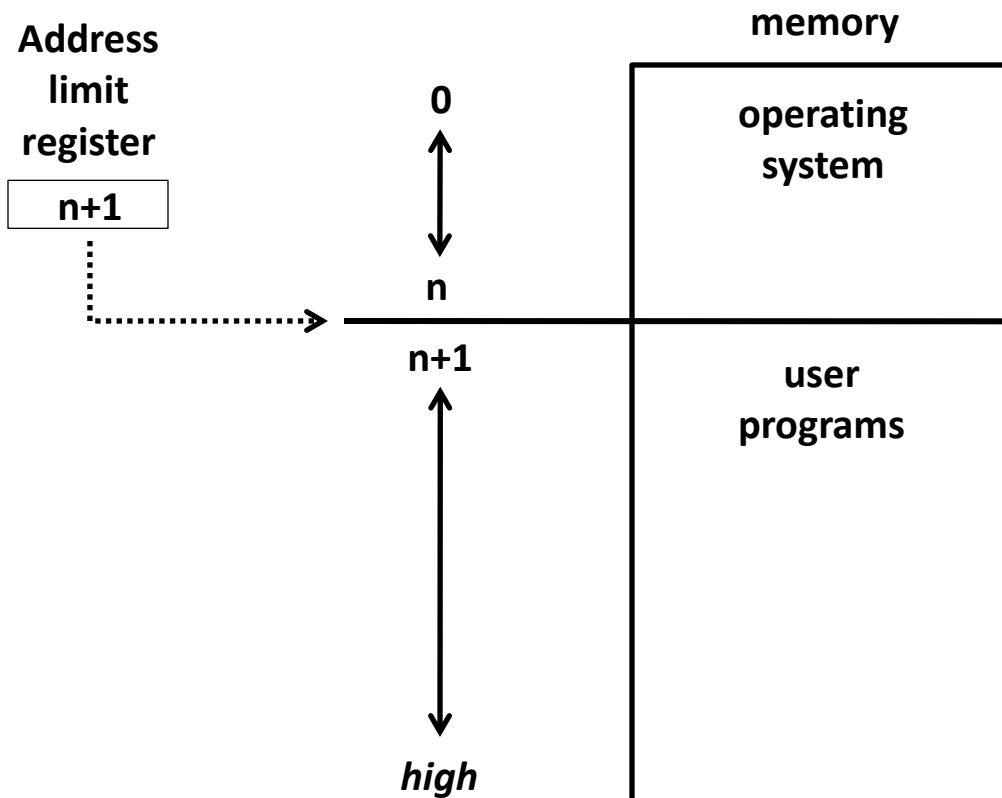 Address
limit
register
n+1
0
n
n+1
high
memory
operating
system
user
programs